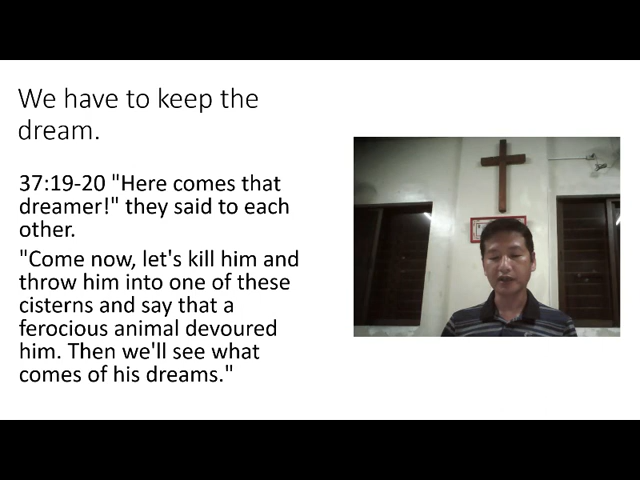 We have to keep the
dream.
37:19-20 "Here comes that
dreamer!" they said to each
other.
"Come now, let's kill him and
throw him into one of these
cisterns and say that a
ferocious animal devoured
him. Then we'll see what
comes of his dreams."